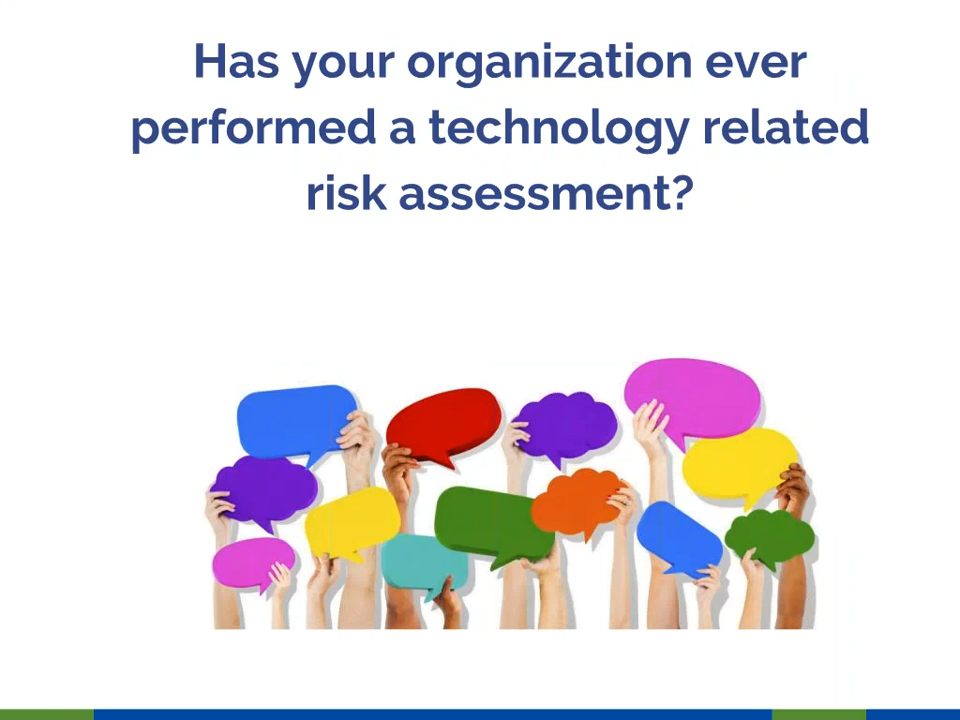 Has your organization ever
performed a technology related
risk assessment?